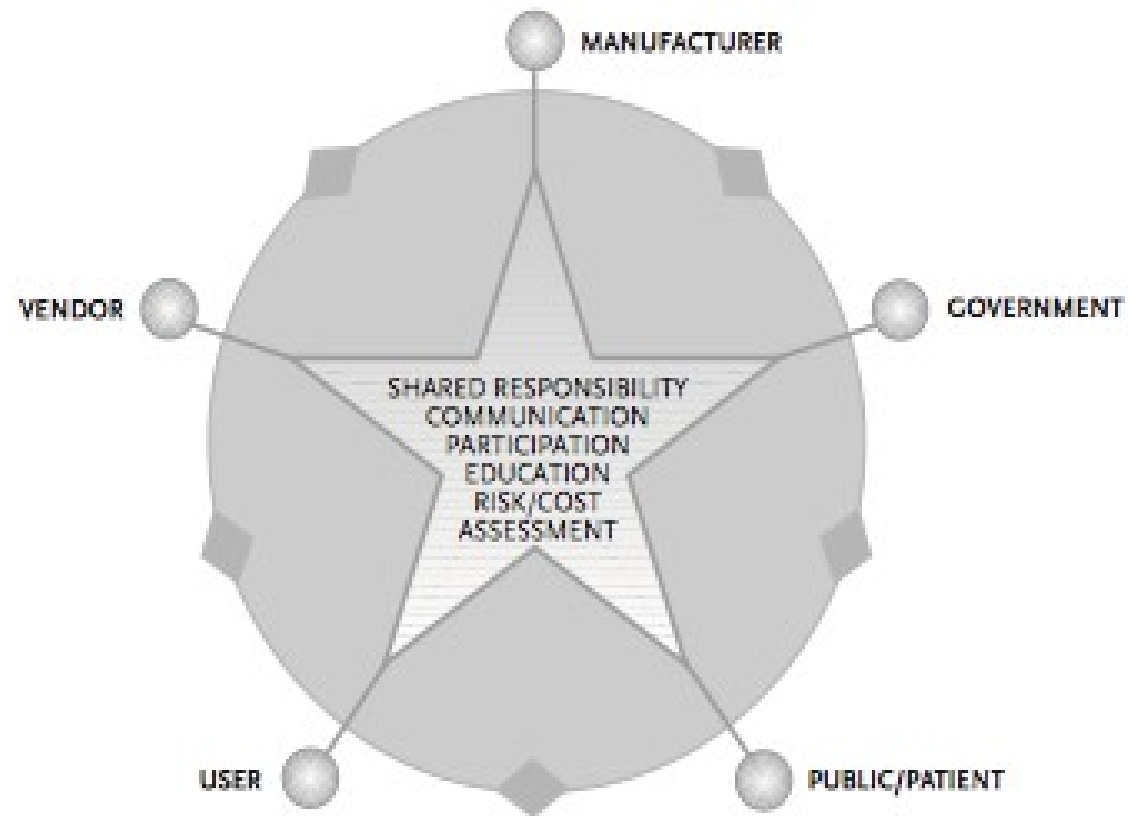 MANUFACTURER
VENDOR
GOVERNMENT
SHARED RESPONSIBILITY
COMMUNICATION
PARTICIPATION
EDUCATION
RISK/COST
ASSESSMENT
USER
PUBLIC/PATIENT